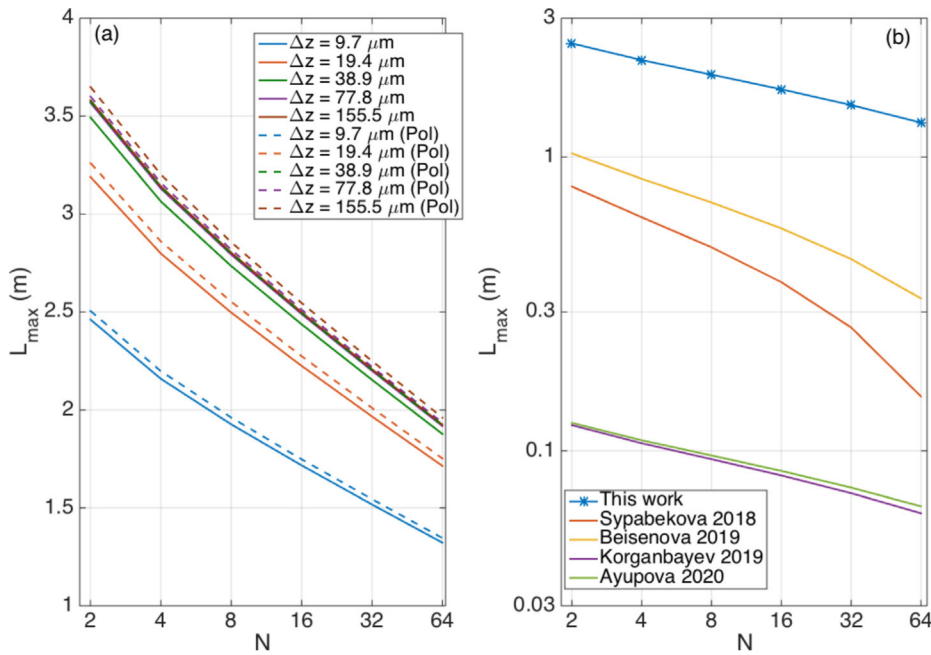 (a)
4
3.5
3
2.5
2
1.5
1
L_max (m)
Δz = 9.7 μm
Δz = 19.4 μm
Δz = 38.9 μm
Δz = 77.8 μm
Δz = 155.5 μm
Δz = 9.7 μm (Pol)
Δz = 19.4 μm (Pol)
Δz = 38.9 μm (Pol)
Δz = 77.8 μm (Pol)
Δz = 155.5 μm (Pol)
2 4 8 16 32 64
N
(b)
3
1
0.3
0.1
0.03
L_max (m)
This work
Sypabekova 2018
Beisenova 2019
Korganbayev 2019
Ayupova 2020
2 4 8 16 32 64
N